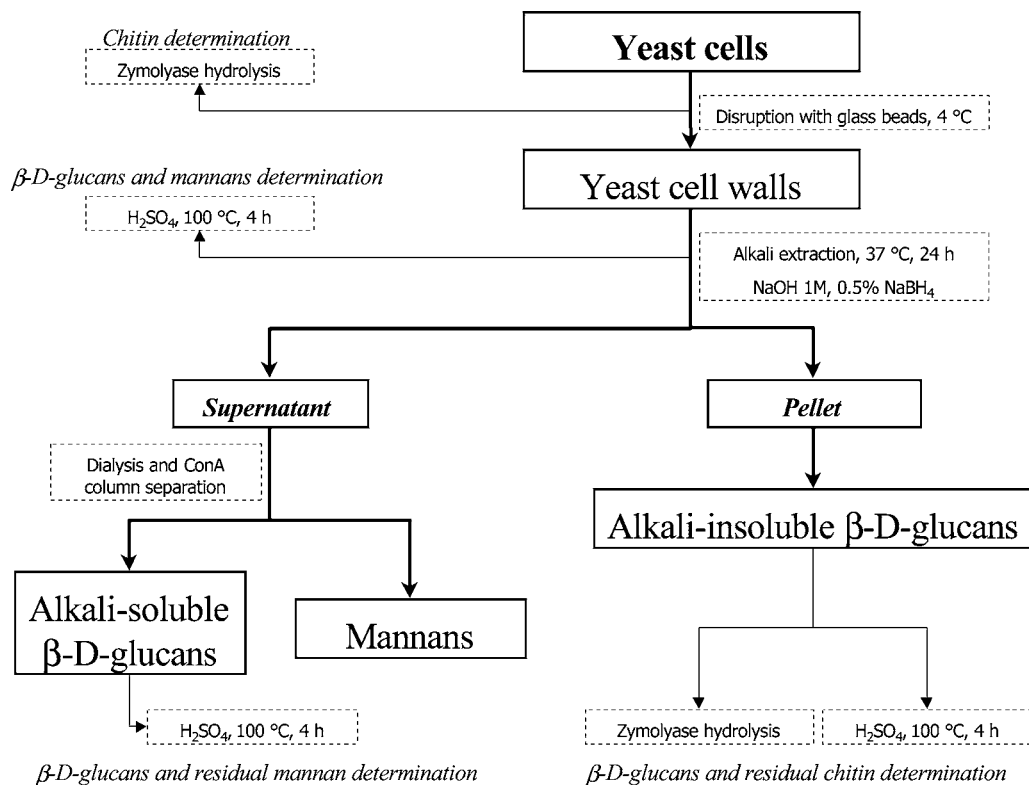 Chitin determination
Zymolyase hydrolysis
Yeast cells
Disruption with glass beads, 4 °C
β-D-glucans and mannans determination
H₂SO₄, 100 °C, 4 h
Yeast cell walls
Alkali extraction, 37 °C, 24 h
NaOH 1M, 0.5% NaBH₄
Supernatant
Pellet
Dialysis and ConA
column separation
Alkali-insoluble β-D-glucans
Alkali-soluble
β-D-glucans
Mannans
H₂SO₄, 100 °C, 4 h
Zymolyase hydrolysis
H₂SO₄, 100 °C, 4 h
β-D-glucans and residual mannan determination
β-D-glucans and residual chitin determination